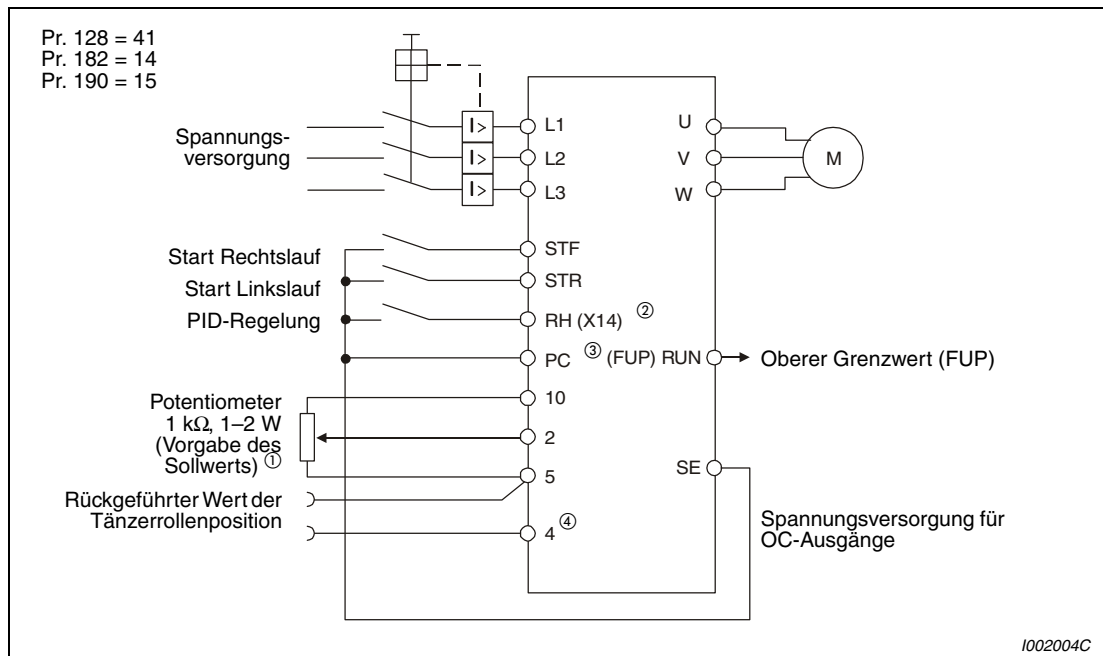 Pr. 128 = 41
Pr. 182 = 14
Pr. 190 = 15
Spannungs-
versorgung
I>
I>
I>
L1
L2
L3
U
V
W
M
Start Rechtslauf
STF
Start Linkslauf
STR
PID-Regelung
RH (X14) ②
PC
③ (FUP) RUN
Oberer Grenzwert (FUP)
Potentiometer
1 kΩ, 1–2 W
(Vorgabe des
Sollwerts) ①
10
2
5
Rückgeführter Wert der
Tänzerrollenposition
4 ④
SE
Spannungsversorgung für
OC-Ausgänge
I002004C